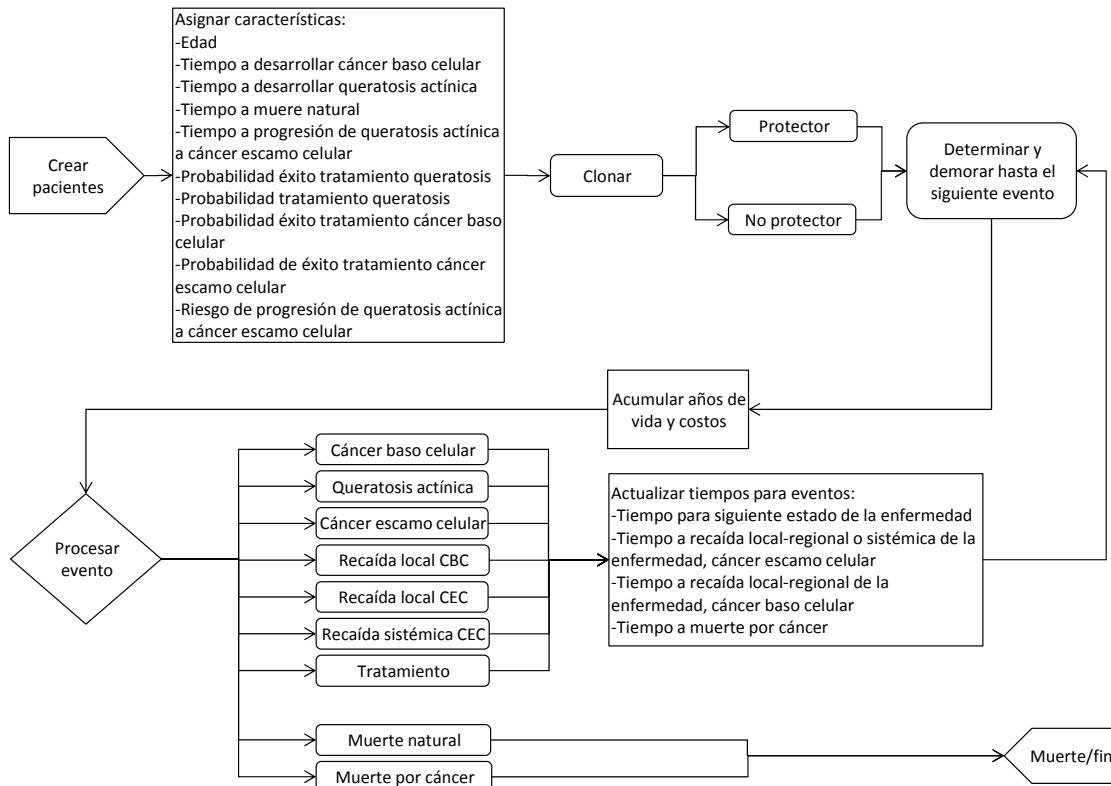 Crear
pacientes
Asignar características:
-Edad
-Tiempo a desarrollar cáncer baso celular
-Tiempo a desarrollar queratosis actínica
-Tiempo a muere natural
-Tiempo a progresión de queratosis actínica
a cáncer escamo celular
-Probabilidad éxito tratamiento queratosis
-Probabilidad tratamiento queratosis
-Probabilidad éxito tratamiento cáncer baso
celular
-Probabilidad de éxito tratamiento cáncer
escamo celular
-Riesgo de progresión de queratosis actínica
a cáncer escamo celular
Clonar
Protector
No protector
Determinar y
demorar hasta el
siguiente evento
Acumular años de
vida y costos
Procesar
evento
Cáncer baso celular
Queratosis actínica
Cáncer escamo celular
Recaída local CBC
Recaída local CEC
Recaída sistémica CEC
Tratamiento
Muerte natural
Muerte por cáncer
Actualizar tiempos para eventos:
-Tiempo para siguiente estado de la enfermedad
-Tiempo a recaída local-regional o sistémica de la
enfermedad, cáncer escamo celular
-Tiempo a recaída local-regional de la
enfermedad, cáncer baso celular
-Tiempo a muerte por cáncer
Muerte/fin